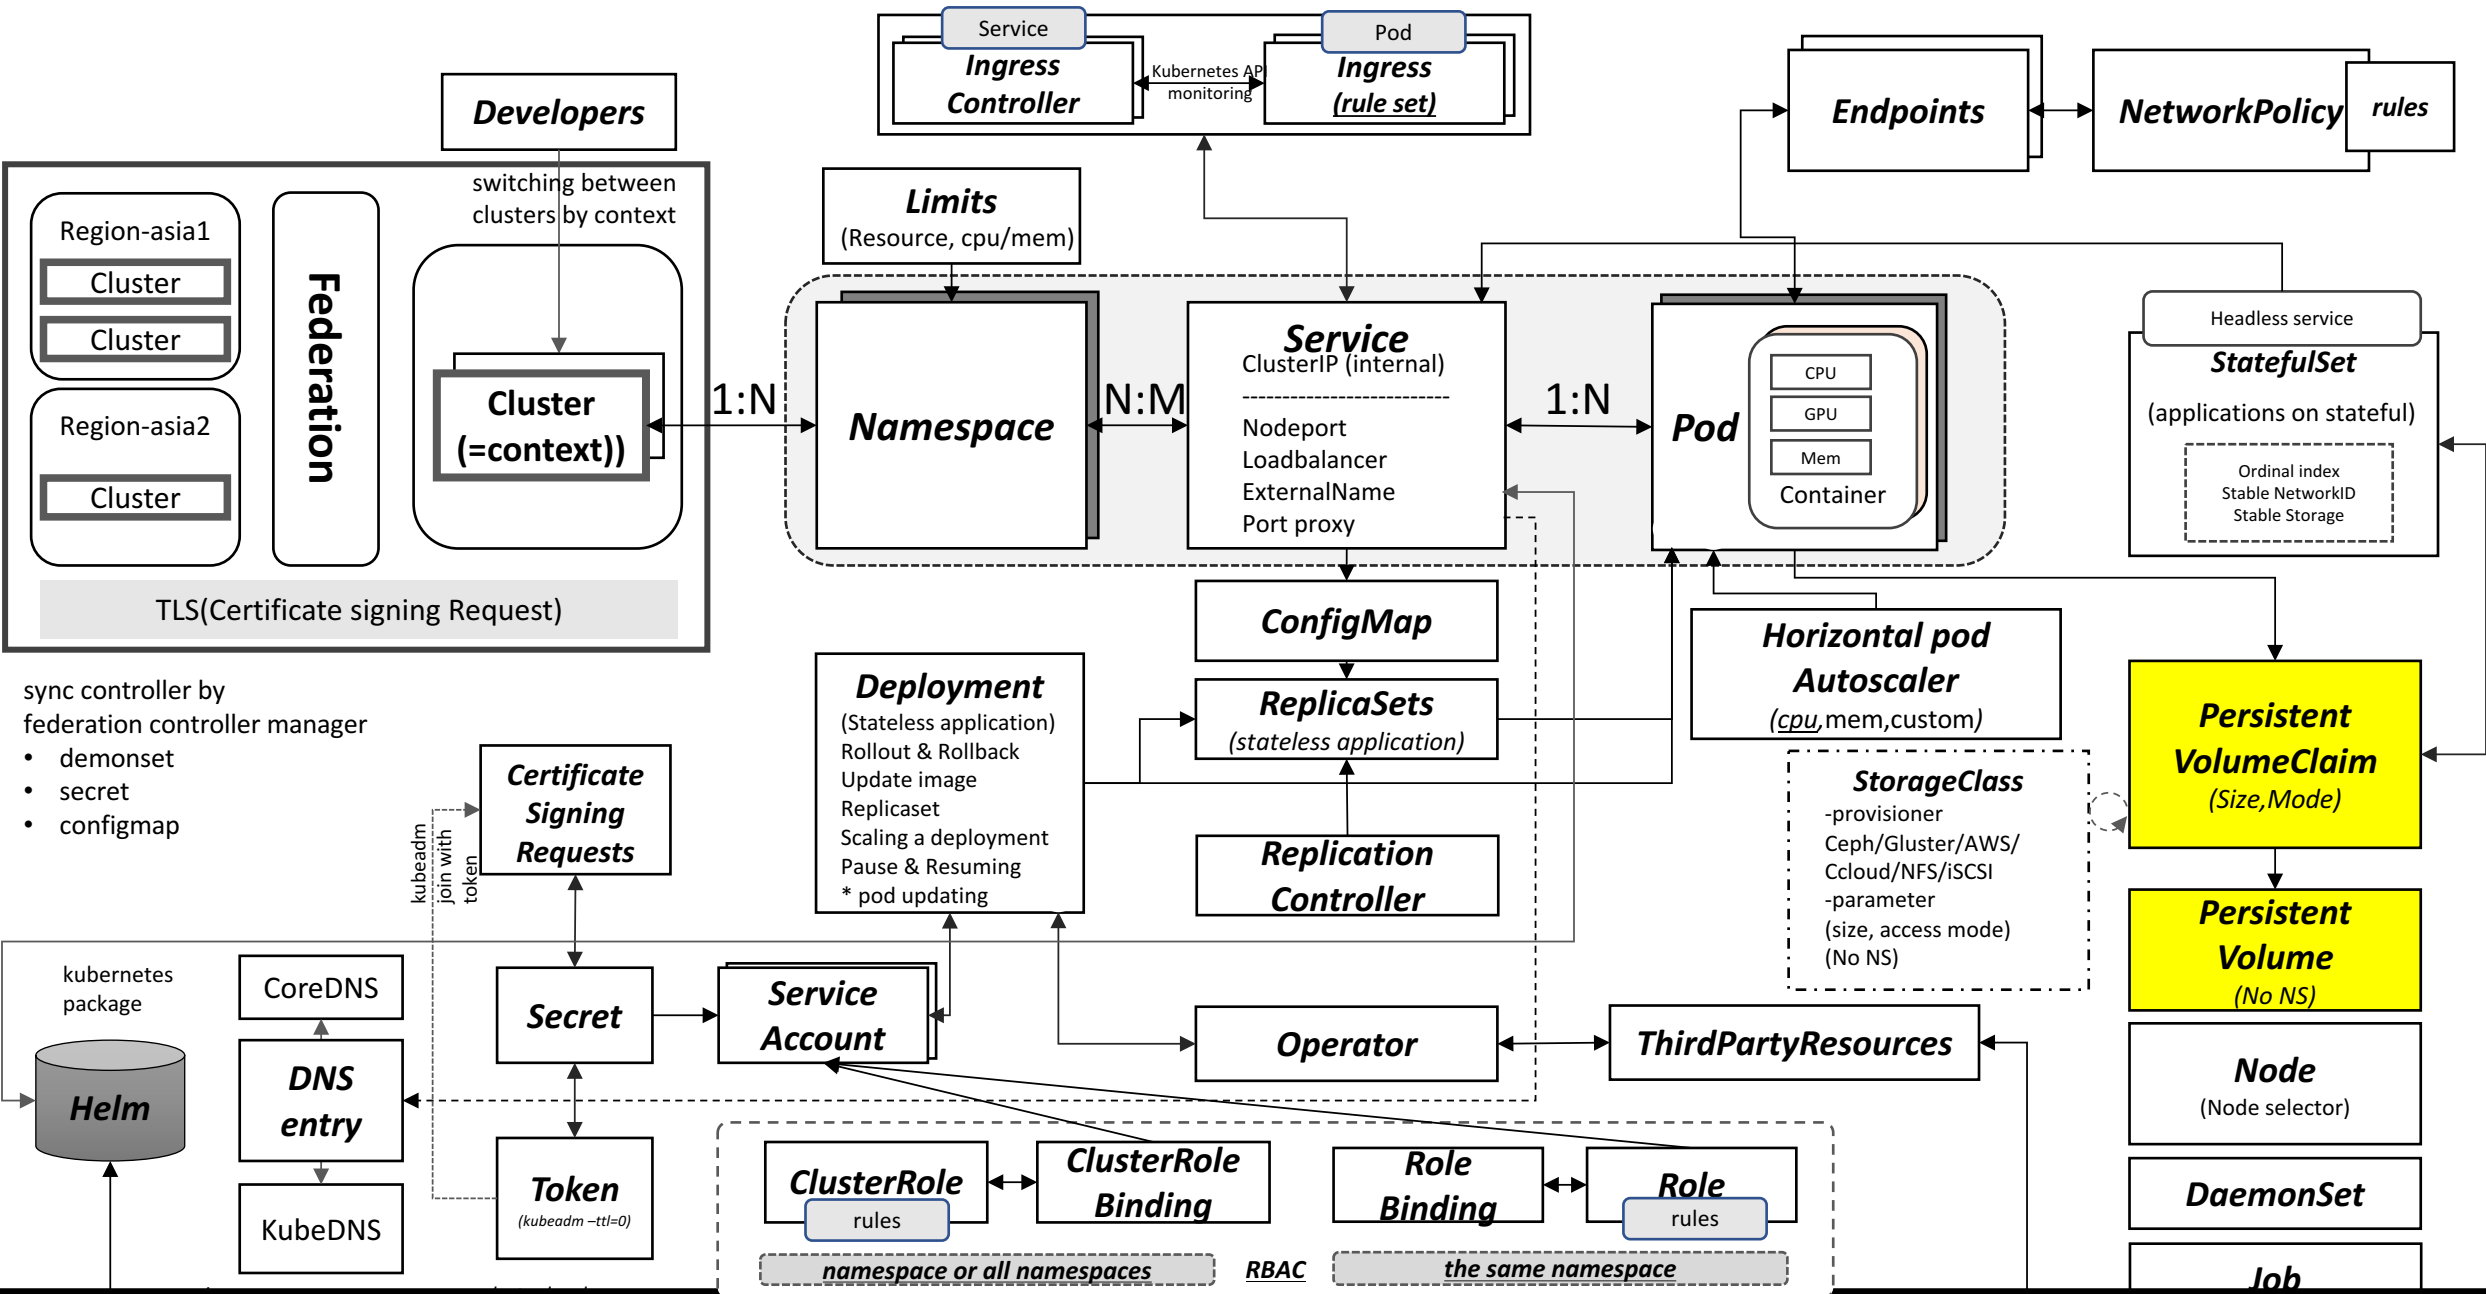 Service
Ingress
Controller
Kubernetes API
monitoring
Pod
Ingress
(rule set)
Developers
Endpoints
NetworkPolicy
rules
switching between
clusters by context
Region-asia1
Cluster
Cluster
Region-asia2
Cluster
Federation
Cluster
(=context))
TLS(Certificate signing Request)
Limits
(Resource, cpu/mem)
1:N
Namespace
N:M
Service
ClusterIP (internal)
--------------------------
Nodeport
Loadbalancer
ExternalName
Port proxy
1:N
Pod
CPU
GPU
Mem
Container
Headless service
StatefulSet
(applications on stateful)
Ordinal index
Stable NetworkID
Stable Storage
sync controller by
federation controller manager
• demonset
• secret
• configmap
ConfigMap
Deployment
(Stateless application)
Rollout & Rollback
Update image
Replicaset
Scaling a deployment
Pause & Resuming
* pod updating
ReplicaSets
(stateless application)
Replication
Controller
Horizontal pod
Autoscaler
(cpu,mem,custom)
StorageClass
-provisioner
Ceph/Gluster/AWS/
Ccloud/NFS/iSCSI
-parameter
(size, access mode)
(No NS)
Persistent
VolumeClaim
(Size,Mode)
Persistent
Volume
(No NS)
Certificate
Signing
Requests
kubeadm
join with
token
kubernetes
package
Helm
CoreDNS
DNS
entry
KubeDNS
Secret
Service
Account
Token
(kubeadm –ttl=0)
Operator
ThirdPartyResources
Node
(Node selector)
DaemonSet
Job
ClusterRole
rules
ClusterRole
Binding
Role
Binding
Role
rules
namespace or all namespaces
RBAC
the same namespace